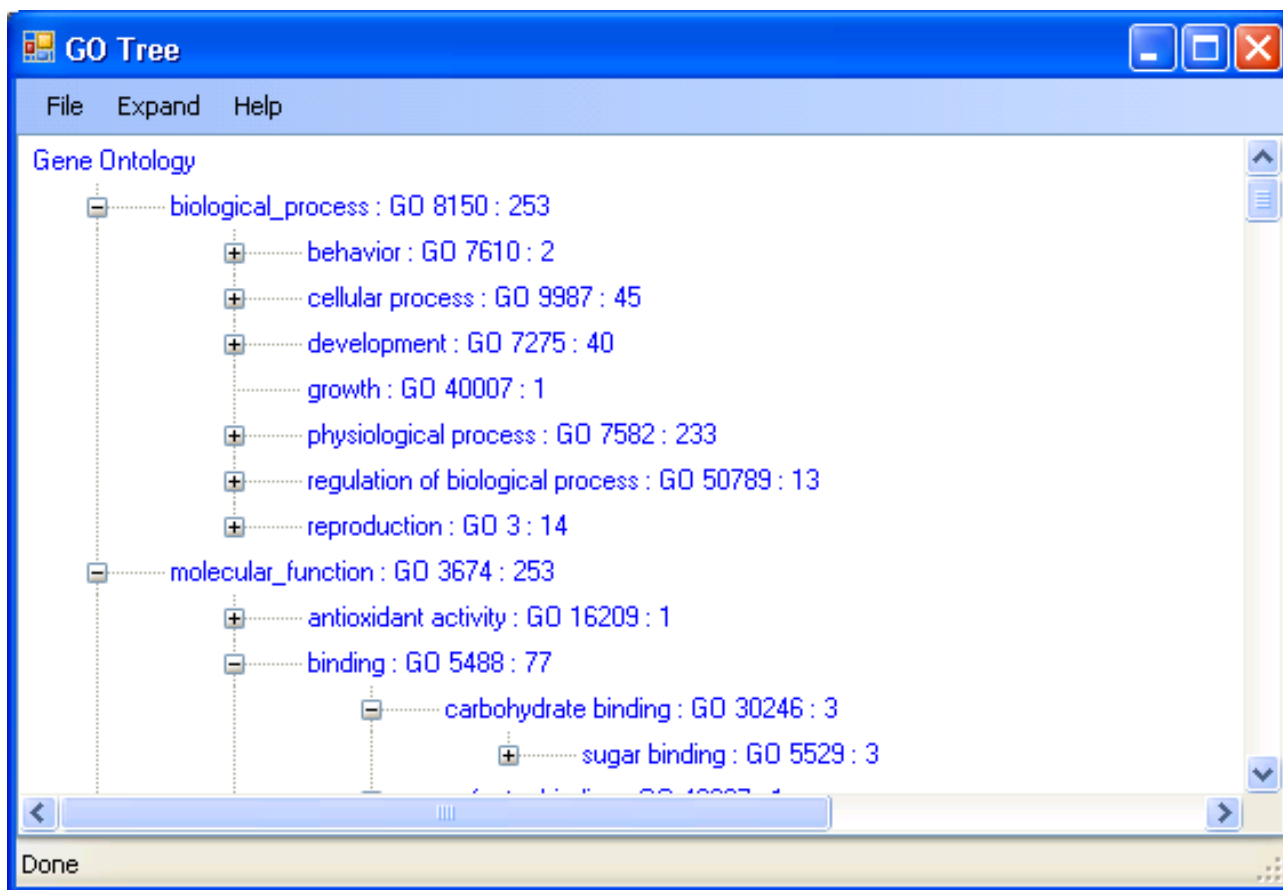 GO Tree
File Expand Help
Gene Ontology
biological_process : GO 8150 : 253
behavior : GO 7610 : 2
cellular process : GO 9987 : 45
development : GO 7275 : 40
growth : GO 40007 : 1
physiological process : GO 7582 : 233
regulation of biological process : GO 50789 : 13
reproduction : GO 3 : 14
molecular_function : GO 3674 : 253
antioxidant activity : GO 16209 : 1
binding : GO 5488 : 77
carbohydrate binding : GO 30246 : 3
sugar binding : GO 5529 : 3
Done